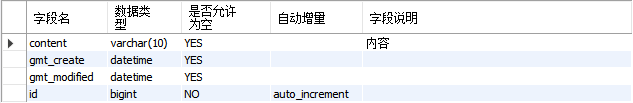 字段名 数据类型 是否允许为空 自动增量 字段说明
content varchar(10) YES 内容
gmt_create datetime YES
gmt_modified datetime YES
id bigint NO auto_increment